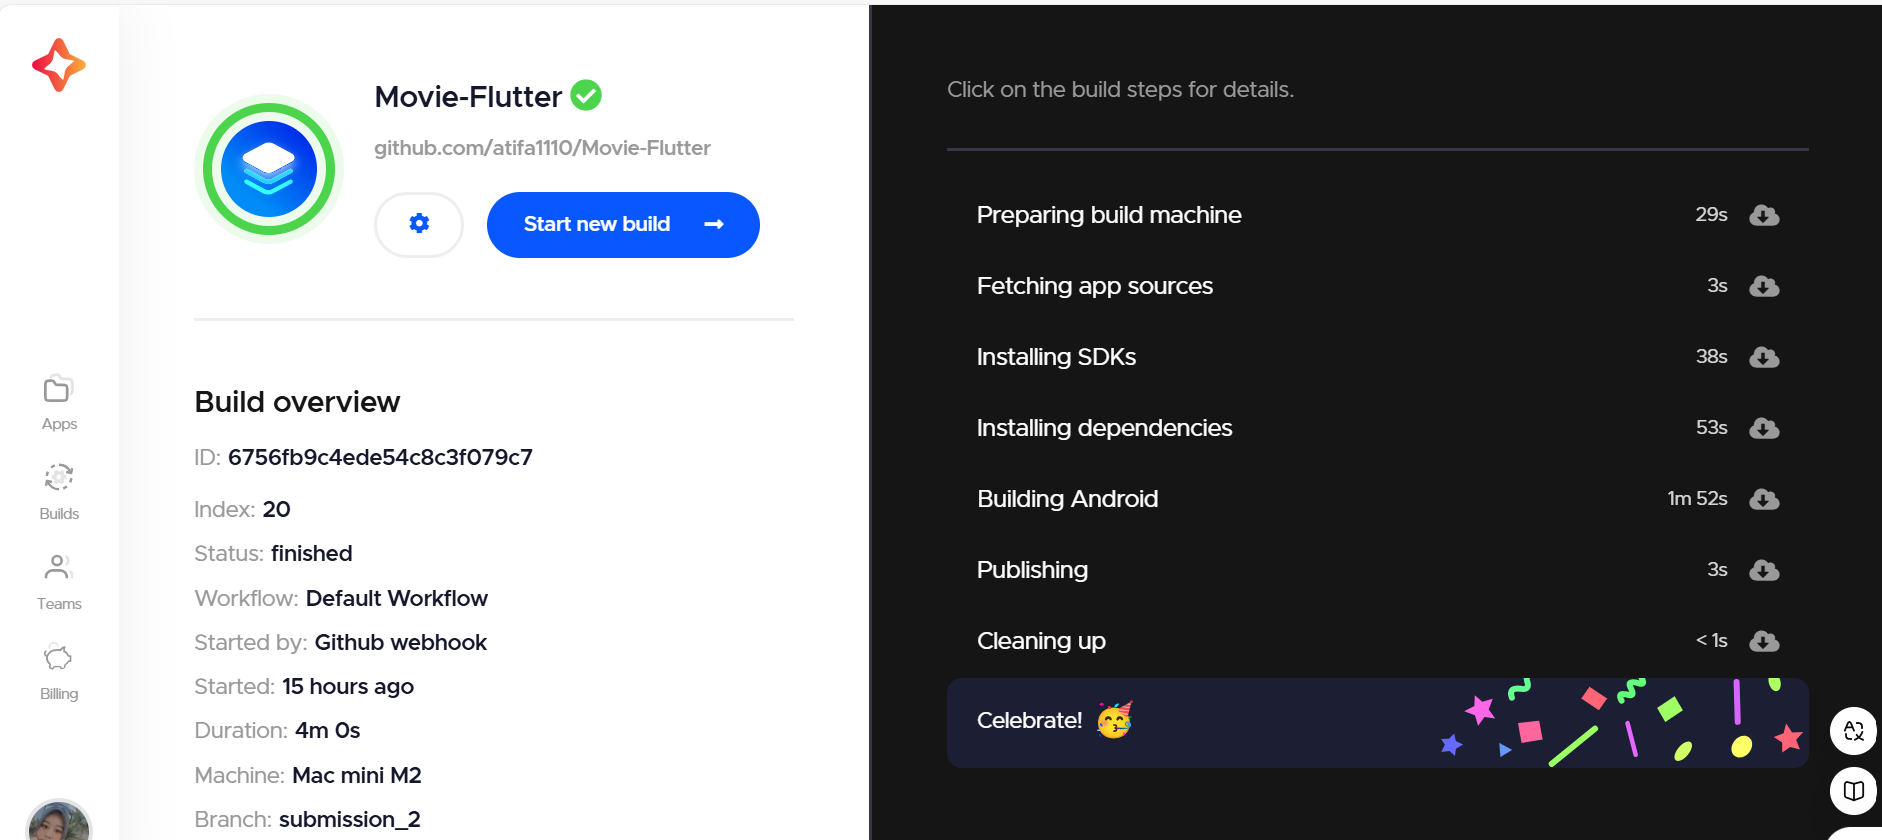 Movie-Flutter
github.com/atifa1110/Movie-Flutter
Start new build
Apps
Builds
Teams
Billing
Build overview
ID: 6756fb9c4ede54c8c3f079c7
Index: 20
Status: finished
Workflow: Default Workflow
Started by: Github webhook
Started: 15 hours ago
Duration: 4m 0s
Machine: Mac mini M2
Branch: submission_2
Click on the build steps for details.
Preparing build machine 29s
Fetching app sources 3s
Installing SDKs 38s
Installing dependencies 53s
Building Android 1m 52s
Publishing 3s
Cleaning up < 1s
Celebrate! 🥳